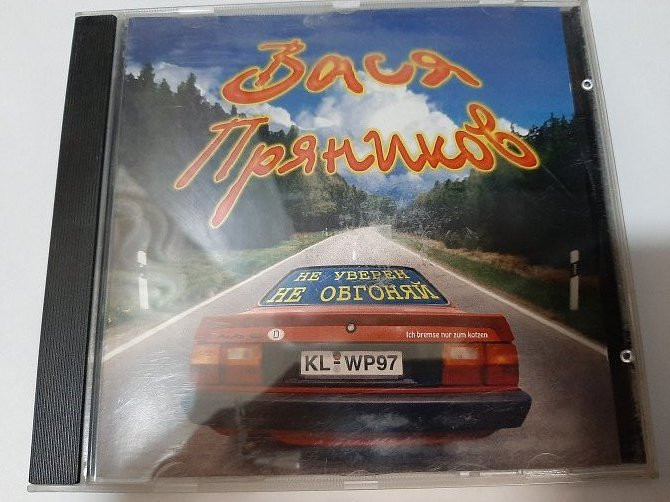 Вася
Пряников
НЕ УВЕРЕН
НЕ ОБГОНЯЙ
D
Ich bremse nur zum kotzen
KL WP97